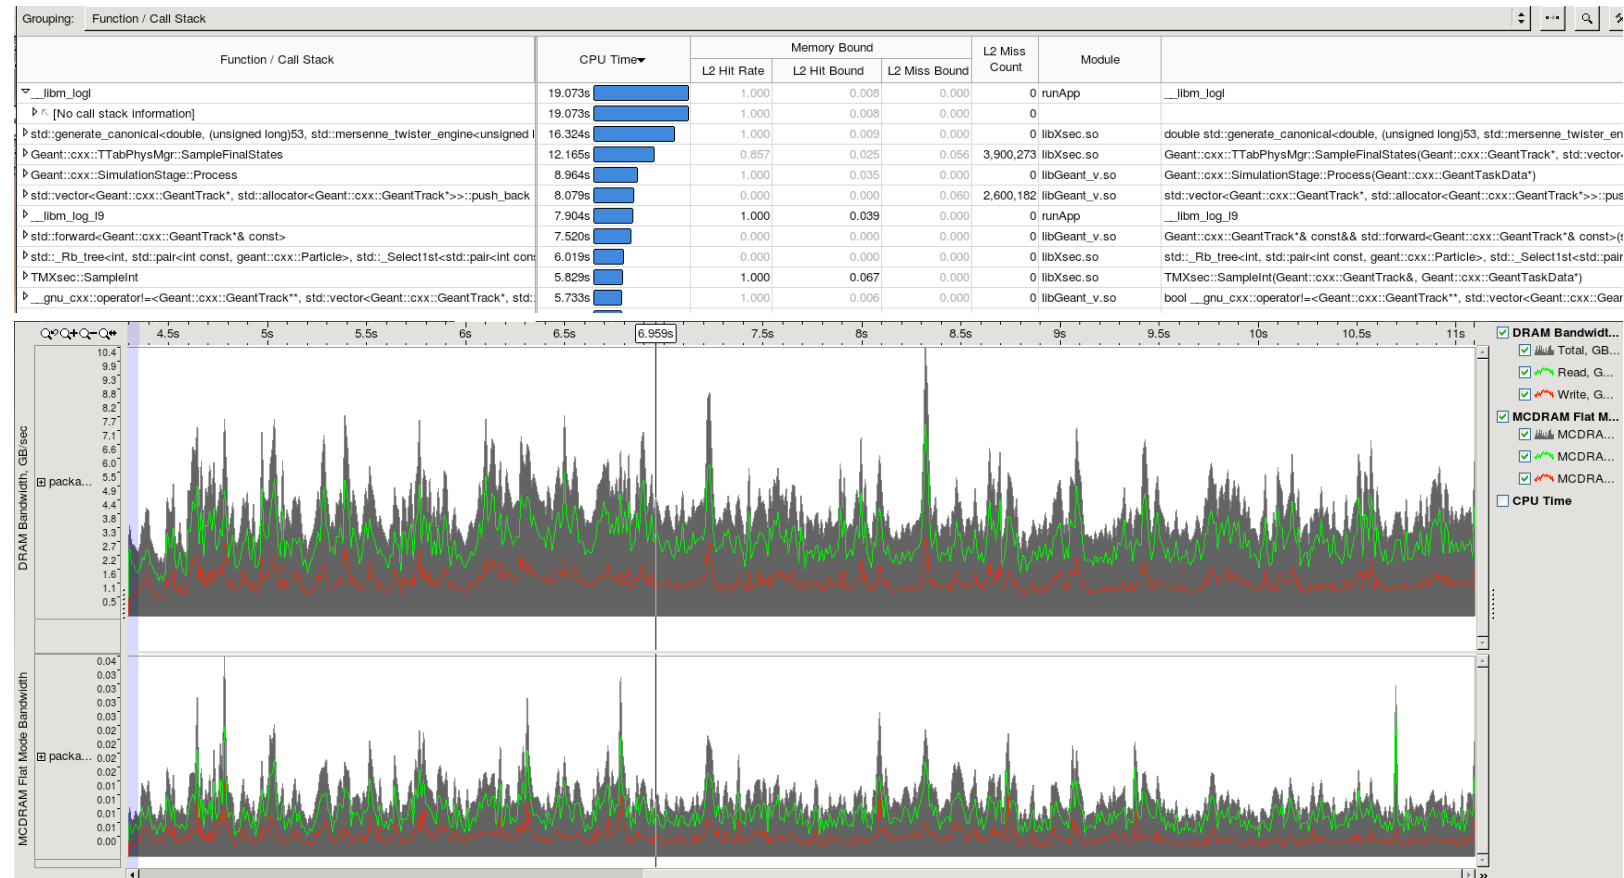 Grouping: Function / Call Stack
Function / Call Stack CPU Time Memory Bound L2 Miss Count Module
L2 Hit Rate L2 Hit Bound L2 Miss Bound
__libm_logl 19.073s 1.000 0.008 0.000 0 runApp __libm_logl
[No call stack information] 19.073s 1.000 0.008 0.000 0
std::generate_canonical<double, (unsigned long)53, std::mersenne_twister_engine<unsigned l 16.324s 1.000 0.009 0.000 0 libXsec.so double std::generate_canonical<double, (unsigned long)53, std::mersenne_twister_en
Geant::cxx::TTabPhysMgr::SampleFinalStates 12.165s 0.857 0.025 0.056 3,900,273 libXsec.so Geant::cxx::TTabPhysMgr::SampleFinalStates(Geant::cxx::GeantTrack*, std::vector<
Geant::cxx::SimulationStage::Process 8.964s 1.000 0.035 0.000 0 libGeant_v.so Geant::cxx::SimulationStage::Process(Geant::cxx::GeantTaskData*)
std::vector<Geant::cxx::GeantTrack*, std::allocator<Geant::cxx::GeantTrack*>>::push_back 8.079s 0.000 0.000 0.060 2,600,182 libGeant_v.so std::vector<Geant::cxx::GeantTrack*, std::allocator<Geant::cxx::GeantTrack*>>::pus
__libm_log_l9 7.904s 1.000 0.039 0.000 0 runApp __libm_log_l9
std::forward<Geant::cxx::GeantTrack*& const> 7.520s 0.000 0.000 0.000 0 libGeant_v.so Geant::cxx::GeantTrack*& const&& std::forward<Geant::cxx::GeantTrack*& const>(s
std::_Rb_tree<int, std::pair<int const, geant::cxx::Particle>, std::_Select1st<std::pair<int cons 6.019s 0.000 0.000 0.000 0 libXsec.so std::_Rb_tree<int, std::pair<int const, geant::cxx::Particle>, std::_Select1st<std::pair
TMXsec::SampleInt 5.829s 1.000 0.067 0.000 0 libXsec.so TMXsec::SampleInt(Geant::cxx::GeantTrack&, Geant::cxx::GeantTaskData*)
__gnu_cxx::operator!=<Geant::cxx::GeantTrack**, std::vector<Geant::cxx::GeantTrack*, std:: 5.733s 1.000 0.006 0.000 0 libGeant_v.so bool __gnu_cxx::operator!=<Geant::cxx::GeantTrack**, std::vector<Geant::cxx::Gean
4.5s 5s 5.5s 6s 6.5s 6.959s 7.5s 8s 8.5s 9s 9.5s 10s 10.5s 11s
DRAM Bandwidth, GB/sec
packa...
10.4
9.9
9.3
8.8
8.2
7.7
7.1
6.6
6.0
5.5
4.9
4.4
3.8
3.3
2.7
2.2
1.6
1.1
0.5
DRAM Bandwidt...
Total, GB...
Read, G...
Write, G...
MCDRAM Flat M...
MCDRA...
MCDRA...
MCDRA...
CPU Time
MCDRAM Flat Mode Bandwidth
packa...
0.04
0.03
0.03
0.03
0.03
0.02
0.02
0.02
0.02
0.01
0.01
0.01
0.01
0.00